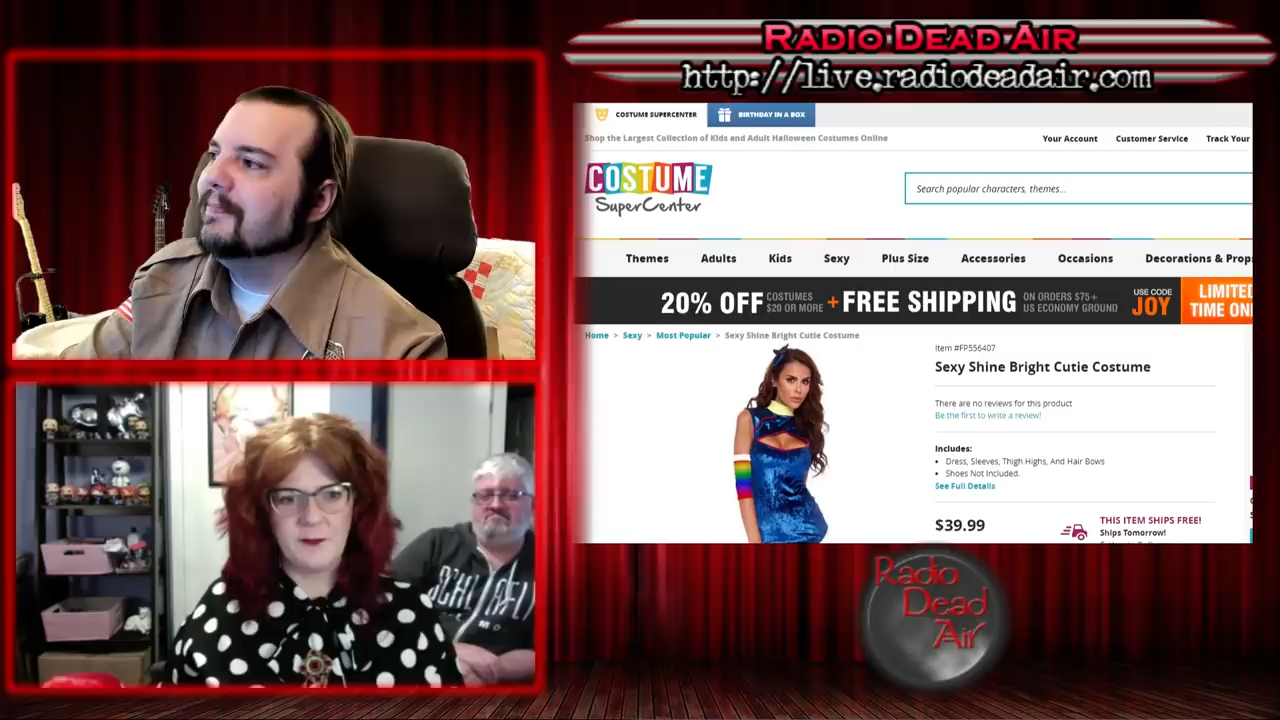 Radio Dead Air
http://live.radiodeadair.com
COSTUME SUPERCENTER
BIRTHDAY IN A BOX
Shop the Largest Collection of Kids and Adult Halloween Costumes Online
Your Account
Customer Service
Track Your
COSTUME
SuperCenter
Search popular characters, themes...
Themes
Adults
Kids
Sexy
Plus Size
Accessories
Occasions
Decorations & Props
20% OFF COSTUMES $20 OR MORE + FREE SHIPPING ON ORDERS $75+ US ECONOMY GROUND
USE CODE
JOY
LIMITED
TIME ON
Home > Sexy > Most Popular > Sexy Shine Bright Cutie Costume
Item #FP556407
Sexy Shine Bright Cutie Costume
There are no reviews for this product
Be the first to write a review!
Includes:
Dress, Sleeves, Thigh Highs, And Hair Bows
Shoes Not Included.
See Full Details
$39.99
THIS ITEM SHIPS FREE!
Ships Tomorrow!
Radio
Dead
Air